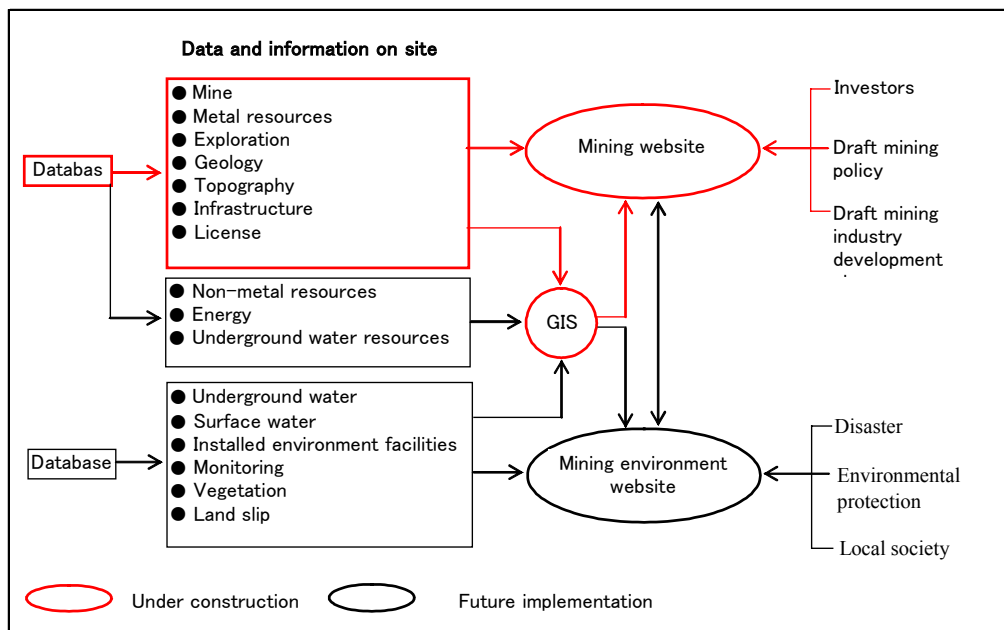 Data and information on site
Databas
● Mine
● Metal resources
● Exploration
● Geology
● Topography
● Infrastructure
● License
Mining website
Investors
Draft mining
policy
Draft mining
industry
development
● Non-metal resources
● Energy
● Underground water resources
GIS
Database
● Underground water
● Surface water
● Installed environment facilities
● Monitoring
● Vegetation
● Land slip
Mining environment
website
Disaster
Environmental
protection
Local society
Under construction
Future implementation